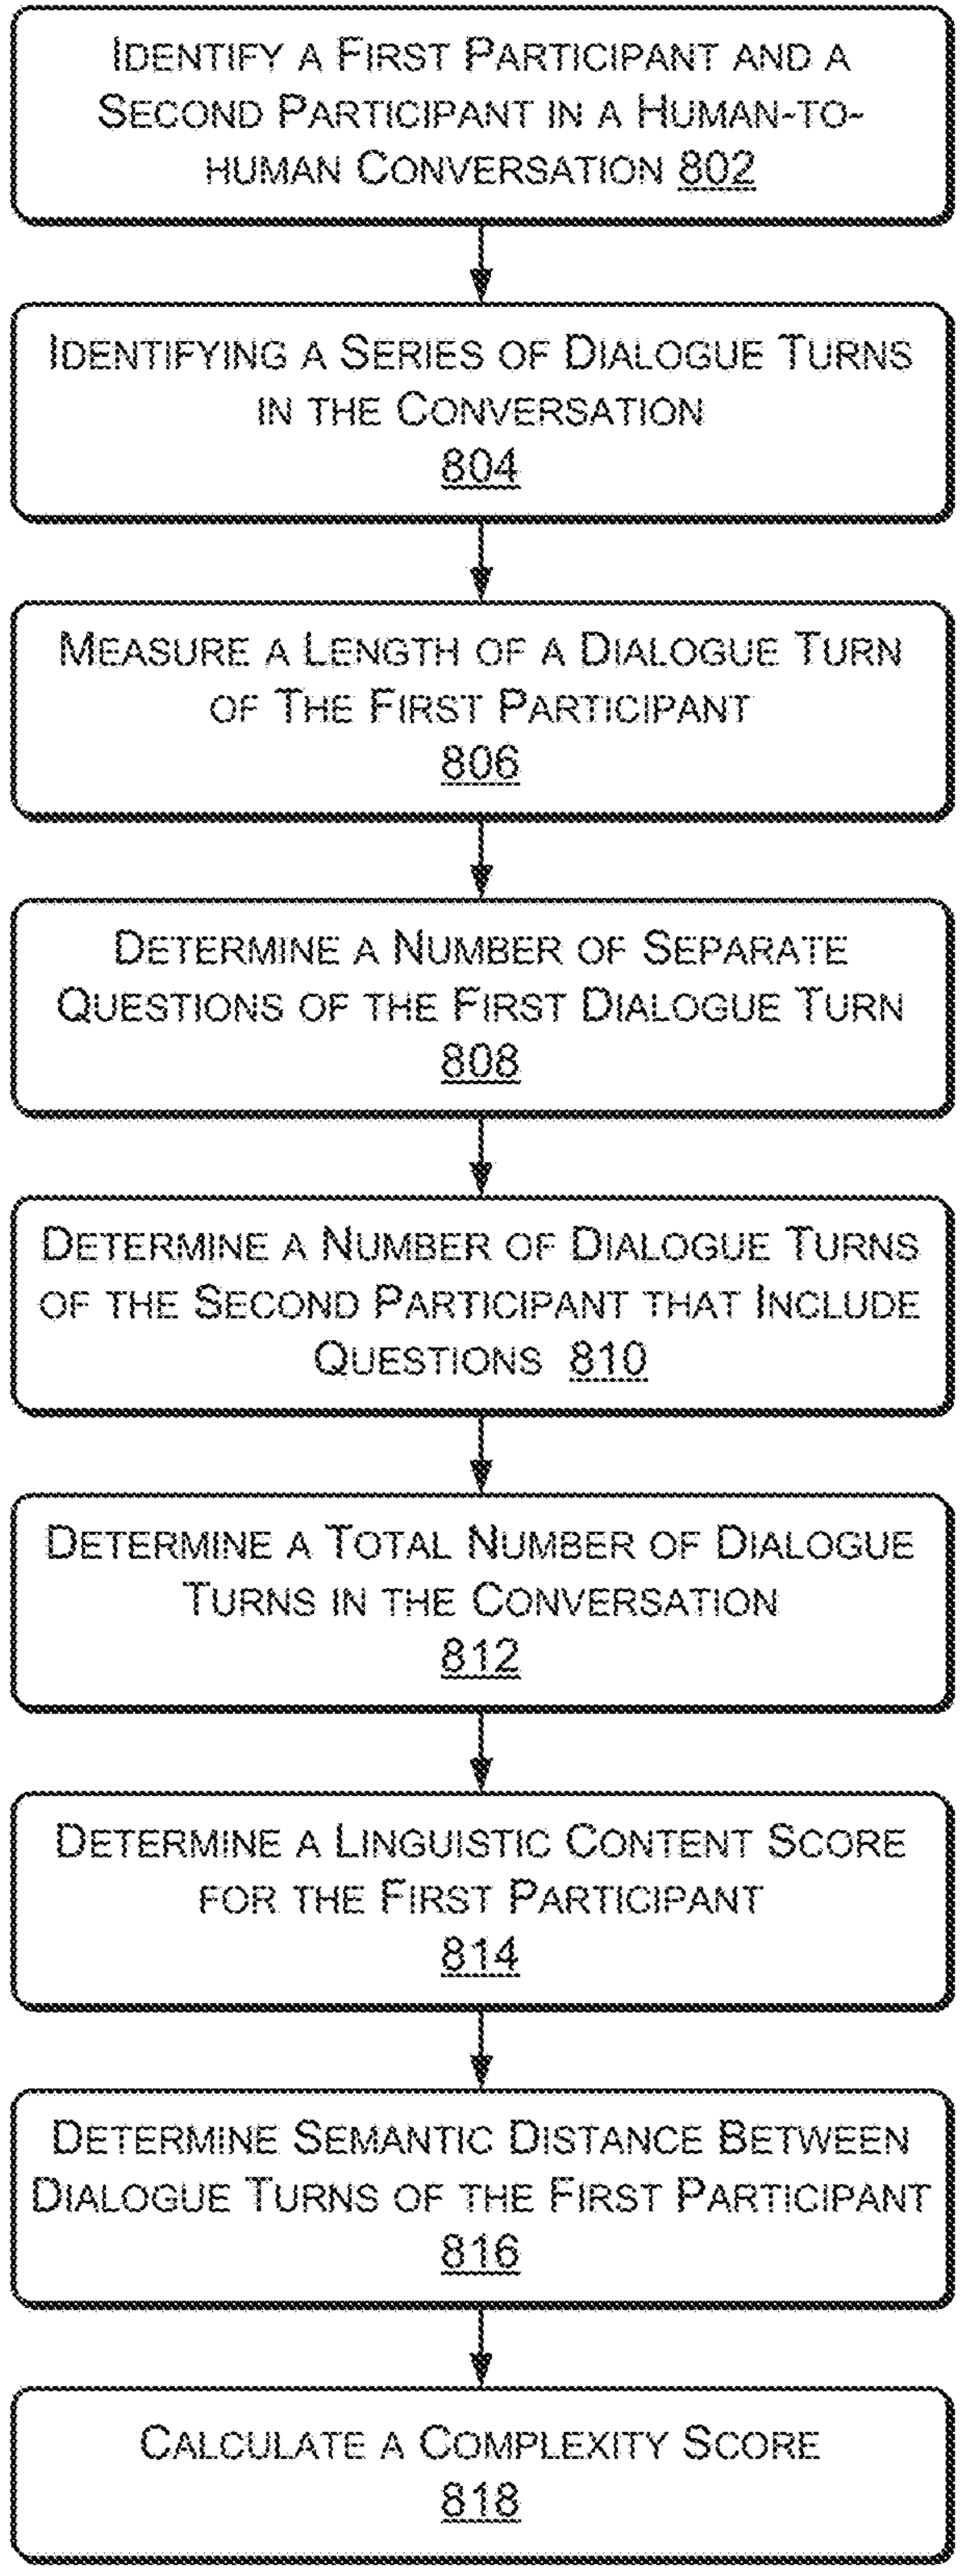 IDENTIFY A FIRST PARTICIPANT AND A
SECOND PARTICIPANT IN A HUMAN-TO-
HUMAN CONVERSATION 802
IDENTIFYING A SERIES OF DIALOGUE TURNS
IN THE CONVERSATION
804
MEASURE A LENGTH OF A DIALOGUE TURN
OF THE FIRST PARTICIPANT
806
DETERMINE A NUMBER OF SEPARATE
QUESTIONS OF THE FIRST DIALOGUE TURN
808
DETERMINE A NUMBER OF DIALOGUE TURNS
OF THE SECOND PARTICIPANT THAT INCLUDE
QUESTIONS 810
DETERMINE A TOTAL NUMBER OF DIALOGUE
TURNS IN THE CONVERSATION
812
DETERMINE A LINGUISTIC CONTENT SCORE
FOR THE FIRST PARTICIPANT
814
DETERMINE SEMANTIC DISTANCE BETWEEN
DIALOGUE TURNS OF THE FIRST PARTICIPANT
816
CALCULATE A COMPLEXITY SCORE
818